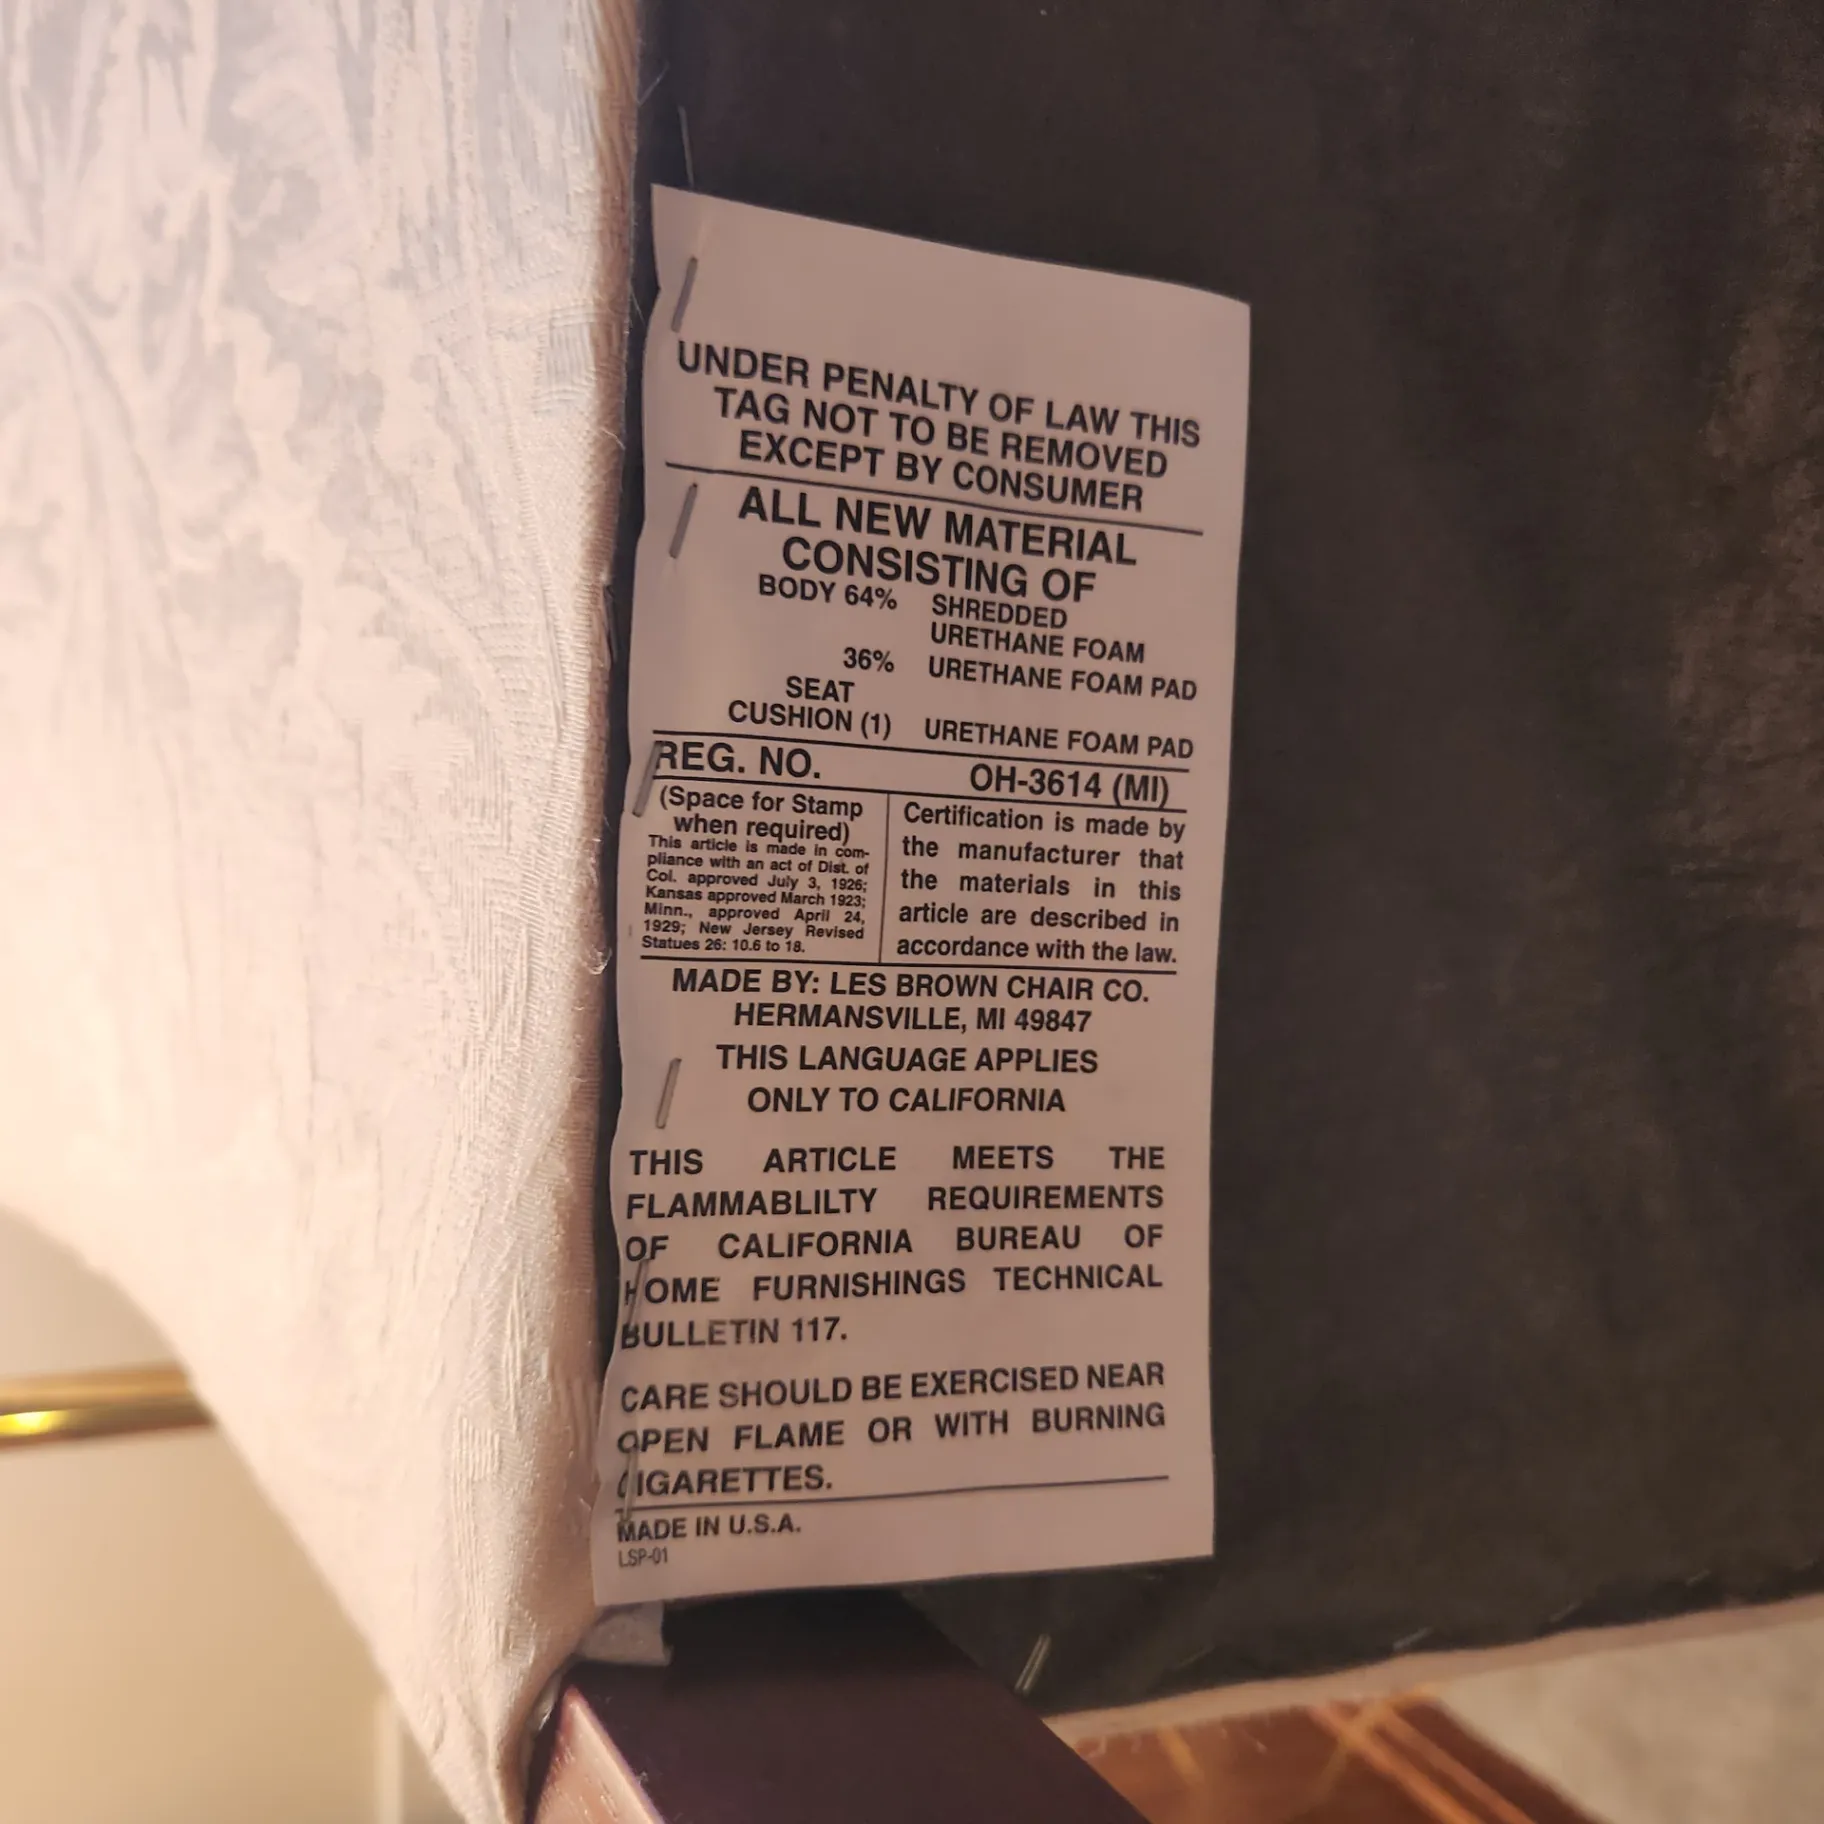 UNDER PENALTY OF LAW THIS
TAG NOT TO BE REMOVED
EXCEPT BY CONSUMER
ALL NEW MATERIAL
CONSISTING OF
BODY 64% SHREDDED
URETHANE FOAM
36% URETHANE FOAM PAD
SEAT
CUSHION (1) URETHANE FOAM PAD
REG. NO. OH-3614 (MI)
(Space for Stamp
when required)
This article is made in com-
pliance with an act of Dist. of
Col. approved July 3, 1926;
Kansas approved March 1923;
Minn., approved April 24,
1929; New Jersey Revised
Statues 26: 10.6 to 18.
Certification is made by
the manufacturer that
the materials in this
article are described in
accordance with the law.
MADE BY: LES BROWN CHAIR CO.
HERMANSVILLE, MI 49847
THIS LANGUAGE APPLIES
ONLY TO CALIFORNIA
THIS ARTICLE MEETS THE
FLAMMABLILTY REQUIREMENTS
OF CALIFORNIA BUREAU OF
HOME FURNISHINGS TECHNICAL
BULLETIN 117.
CARE SHOULD BE EXERCISED NEAR
OPEN FLAME OR WITH BURNING
CIGARETTES.
MADE IN U.S.A.
LSP-01